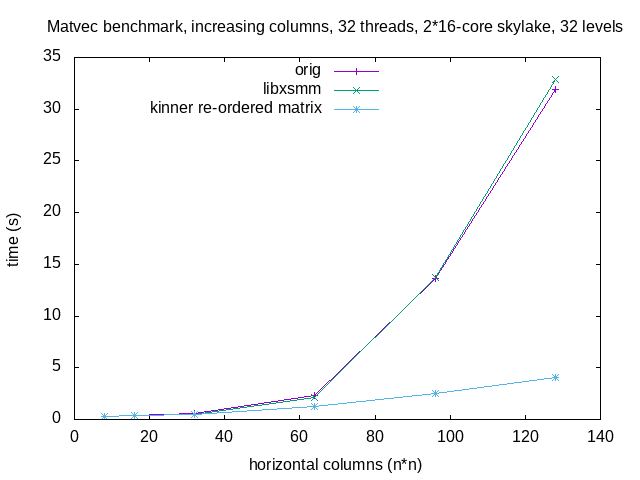 Matvec benchmark, increasing columns, 32 threads, 2*16-core skylake, 32 levels
35
30
25
20
15
10
5
0
time (s)
orig
libxsmm
kinner re-ordered matrix
0 20 40 60 80 100 120 140
horizontal columns (n*n)